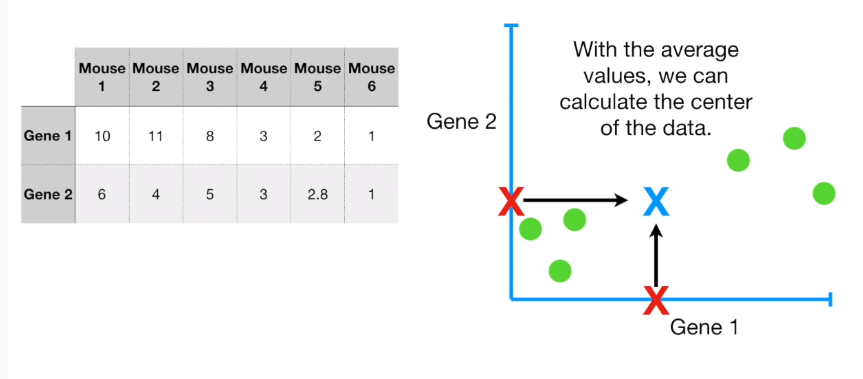 Mouse 1 Mouse 2 Mouse 3 Mouse 4 Mouse 5 Mouse 6
Gene 1 10 11 8 3 2 1
Gene 2 6 4 5 3 2.8 1
With the average
values, we can
calculate the center
of the data.
Gene 2
X X
X
Gene 1